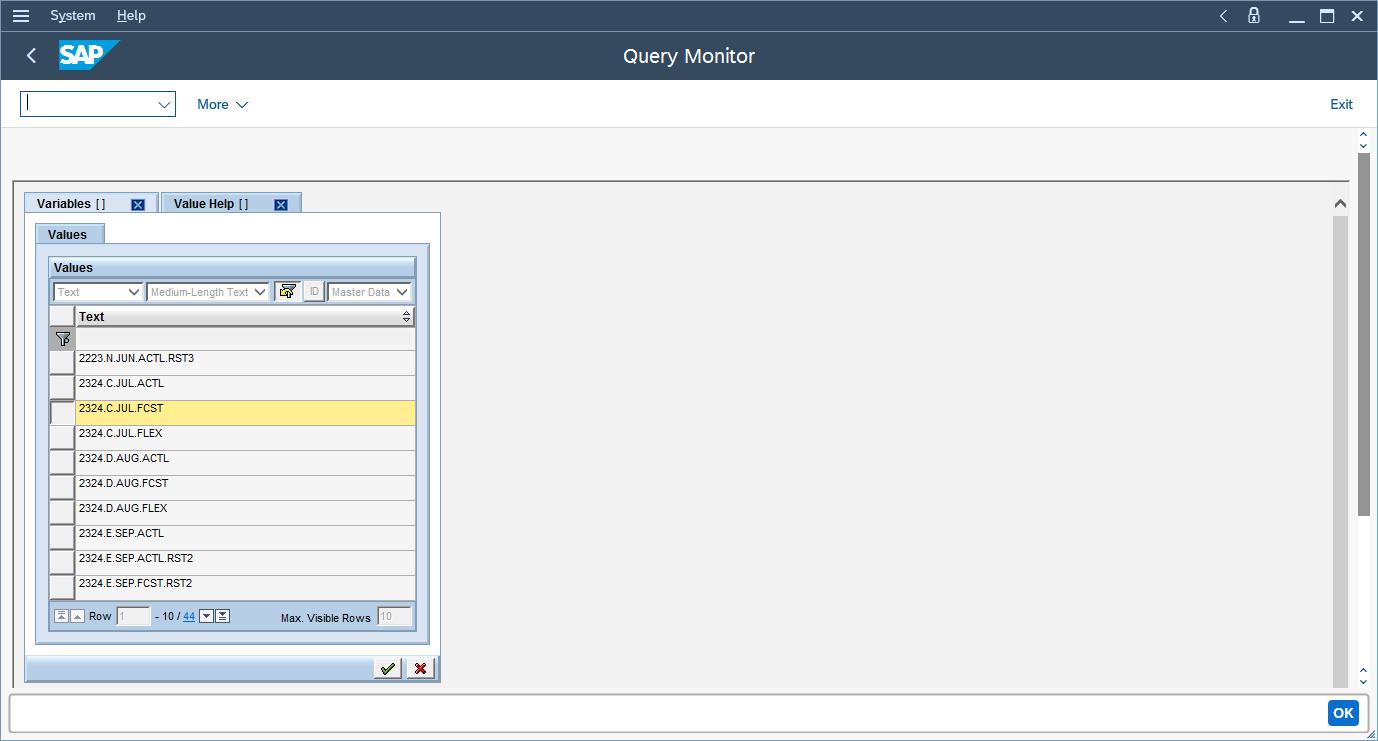 System Help
SAP Query Monitor
More Exit
Variables [ ] Value Help [ ]
Values
Values
Text Medium-Length Text ID Master Data
Text
2223.N.JUN.ACTL.RST3
2324.C.JUL.ACTL
2324.C.JUL.FCST
2324.C.JUL.FLEX
2324.D.AUG.ACTL
2324.D.AUG.FCST
2324.D.AUG.FLEX
2324.E.SEP.ACTL
2324.E.SEP.ACTL.RST2
2324.E.SEP.FCST.RST2
Row 1 - 10 / 44 Max. Visible Rows 10
OK